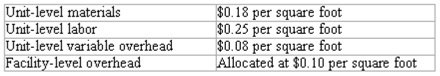 Unit-level materials $0.18 per square foot
Unit-level labor $0.25 per square foot
Unit-level variable overhead $0.08 per square foot
Facility-level overhead Allocated at $0.10 per square foot